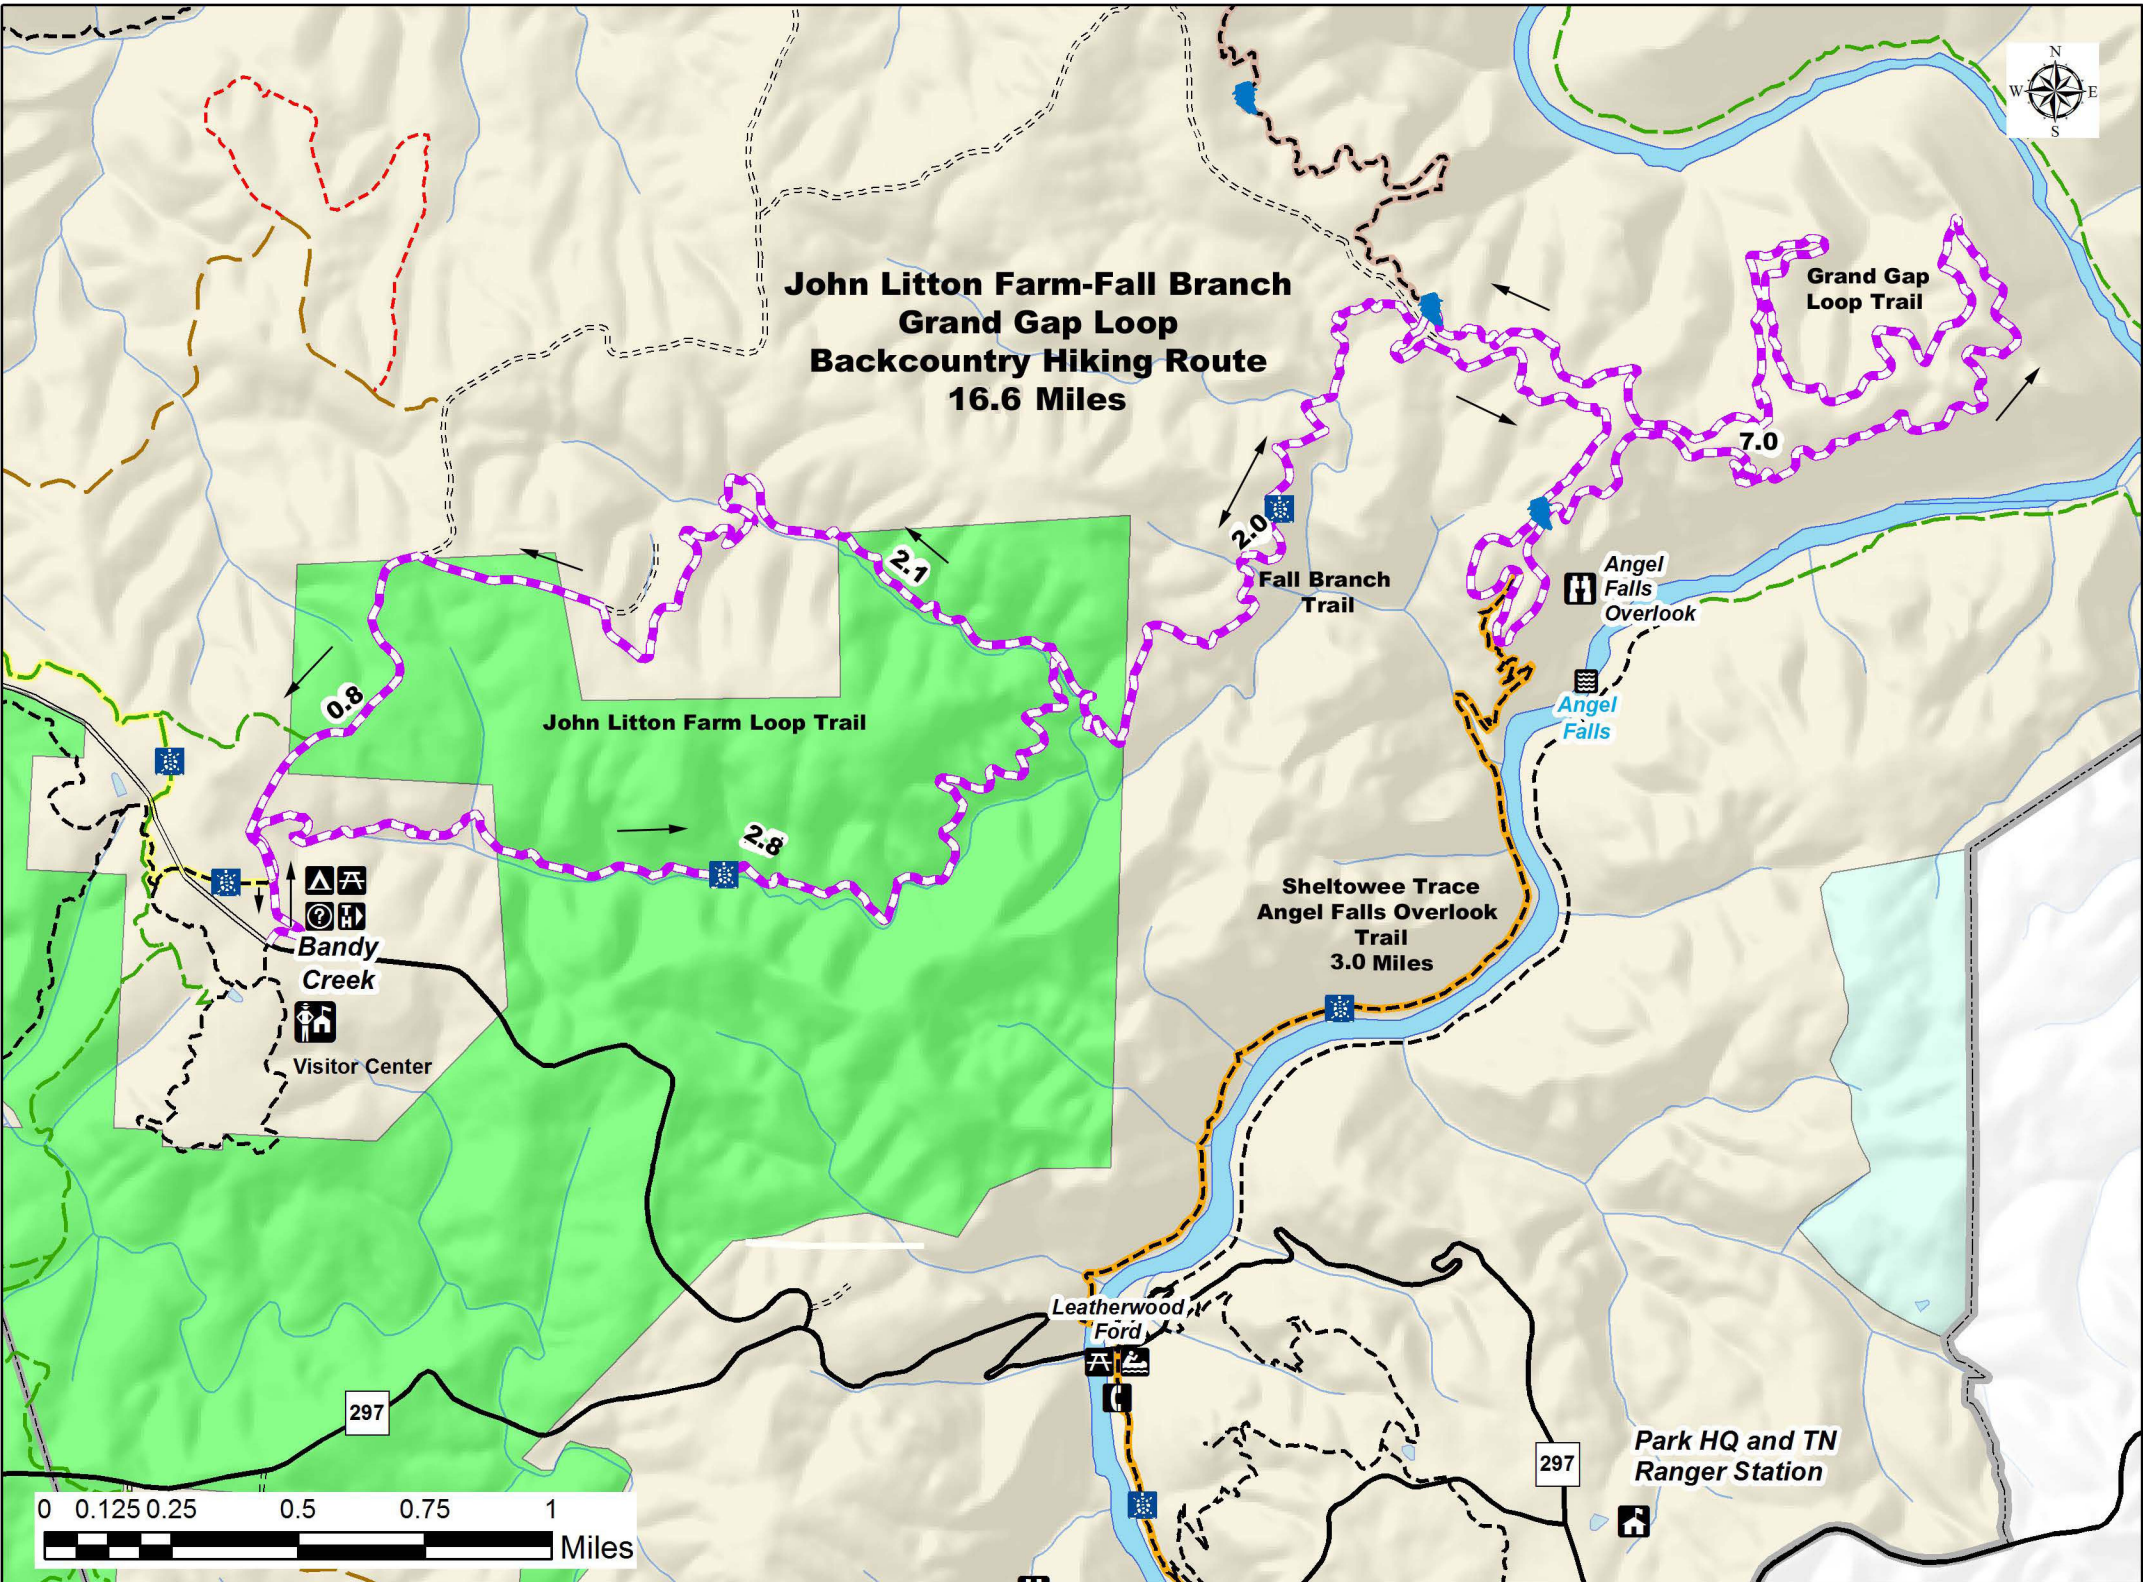 N
W E
S
John Litton Farm-Fall Branch
Grand Gap Loop
Backcountry Hiking Route
16.6 Miles
Grand Gap
Loop Trail
7.0
2.0
2.1
Fall Branch
Trail
Angel
Falls
Overlook
0.8
John Litton Farm Loop Trail
Angel
Falls
2.8
Sheltowee Trace
Angel Falls Overlook
Trail
3.0 Miles
?
TH
Bandy
Creek
Visitor Center
Leatherwood
Ford
297
297
Park HQ and TN
Ranger Station
0 0.125 0.25 0.5 0.75 1
Miles